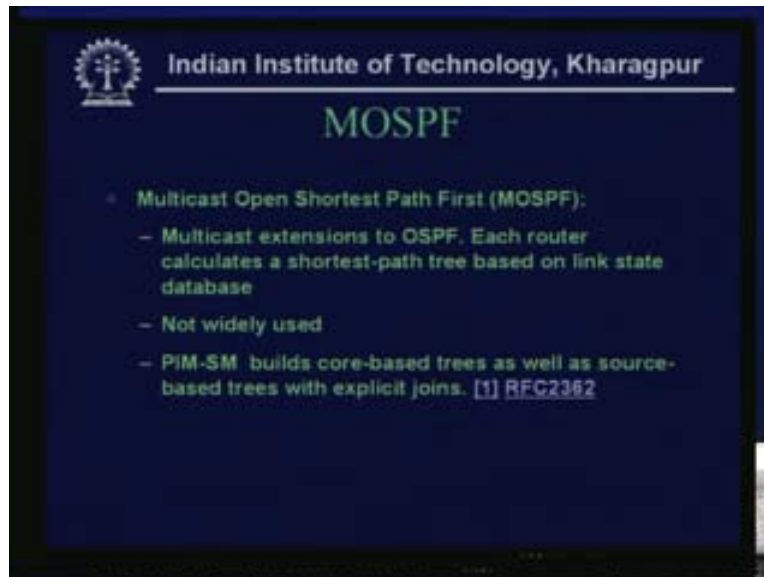 Indian Institute of Technology, Kharagpur
MOSPF
Multicast Open Shortest Path First (MOSPF):
– Multicast extensions to OSPF. Each router
calculates a shortest-path tree based on link state
database
– Not widely used
– PIM-SM builds core-based trees as well as source-
based trees with explicit joins. [1] RFC2362